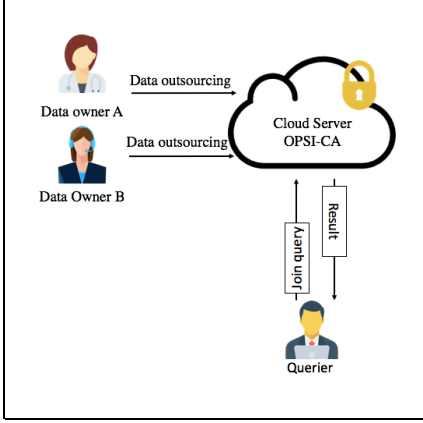 Data outsourcing
Data owner A
Data outsourcing
Data Owner B
Cloud Server
OPSI-CA
Join query
Result
Querier